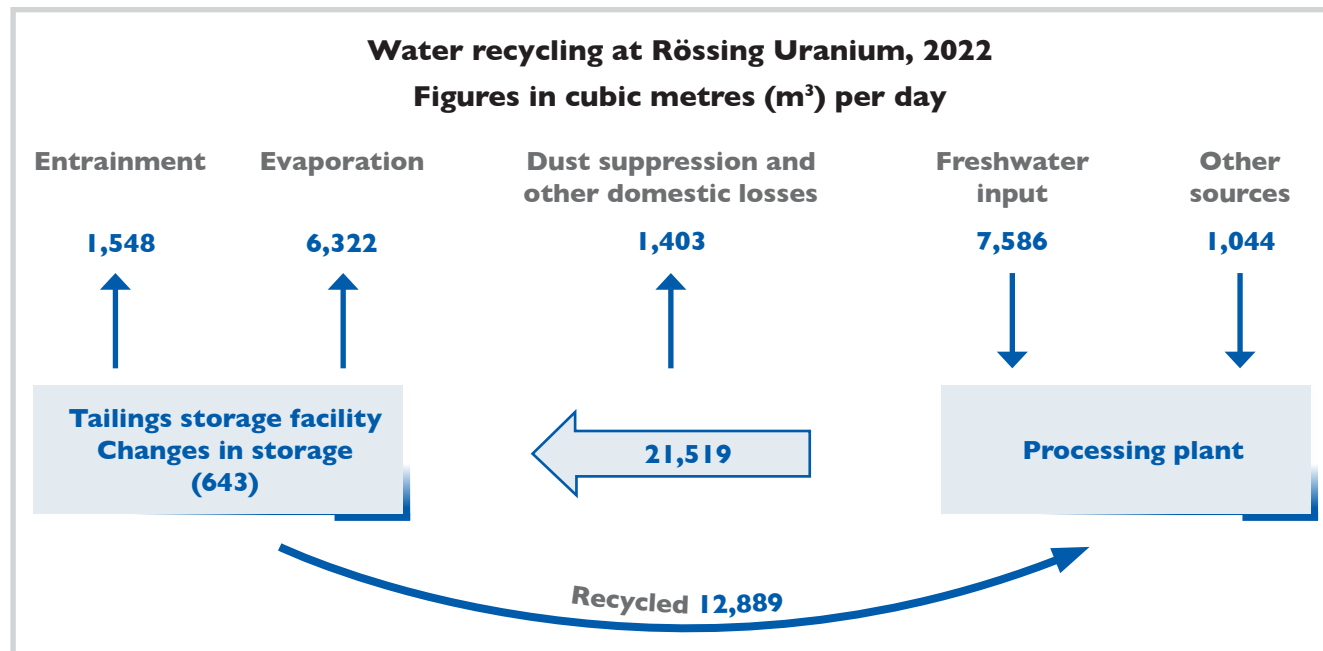 Water recycling at Rössing Uranium, 2022
Figures in cubic metres (m³) per day
Entrainment
Evaporation
Dust suppression and
other domestic losses
Freshwater
input
Other
sources
1,548
6,322
1,403
7,586
1,044
Tailings storage facility
Changes in storage
(643)
21,519
Processing plant
Recycled 12,889